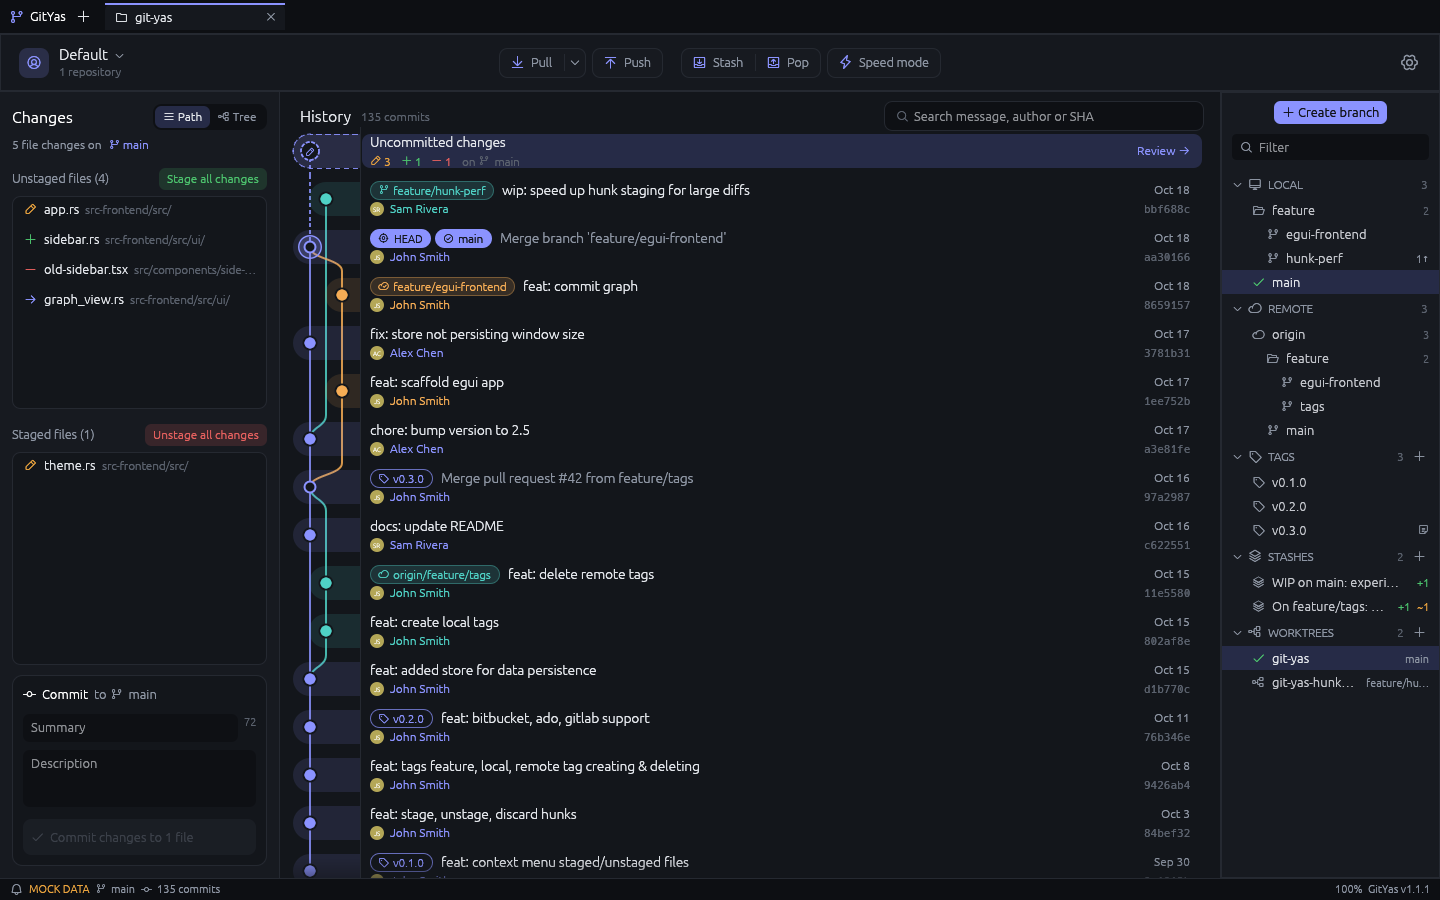 GitYas
git-yas
Default
1 repository
Pull
Push
Stash
Pop
Speed mode
Changes
Path
Tree
5 file changes on main
Unstaged files (4)
Stage all changes
app.rs src-frontend/src/
sidebar.rs src-frontend/src/ui/
old-sidebar.tsx src/components/side-...
graph_view.rs src-frontend/src/ui/
Staged files (1)
Unstage all changes
theme.rs src-frontend/src/
Commit to main
Summary
72
Description
Commit changes to 1 file
History 135 commits
Search message, author or SHA
Uncommitted changes
3 + 1 − 1 on main
Review →
feature/hunk-perf wip: speed up hunk staging for large diffs Oct 18
SR Sam Rivera bbf688c
HEAD main Merge branch 'feature/egui-frontend' Oct 18
JS John Smith aa30166
feature/egui-frontend feat: commit graph Oct 18
JS John Smith 8659157
fix: store not persisting window size Oct 17
AC Alex Chen 3781b31
feat: scaffold egui app Oct 17
JS John Smith 1ee752b
chore: bump version to 2.5 Oct 17
AC Alex Chen a3e81fe
v0.3.0 Merge pull request #42 from feature/tags Oct 16
JS John Smith 97a2987
docs: update README Oct 16
SR Sam Rivera c622551
origin/feature/tags feat: delete remote tags Oct 15
JS John Smith 11e5580
feat: create local tags Oct 15
JS John Smith 802af8e
feat: added store for data persistence Oct 15
JS John Smith d1b770c
v0.2.0 feat: bitbucket, ado, gitlab support Oct 11
JS John Smith 76b346e
feat: tags feature, local, remote tag creating & deleting Oct 8
JS John Smith 9426ab4
feat: stage, unstage, discard hunks Oct 3
JS John Smith 84bef32
v0.1.0 feat: context menu staged/unstaged files Sep 30
+ Create branch
Filter
LOCAL 3
feature 2
egui-frontend
hunk-perf 1↑
main
REMOTE 3
origin 3
feature 2
egui-frontend
tags
main
TAGS 3 +
v0.1.0
v0.2.0
v0.3.0
STASHES 2 +
WIP on main: experi... +1
On feature/tags: ... +1 ~1
WORKTREES 2 +
git-yas main
git-yas-hunk... feature/hu...
MOCK DATA main 135 commits
100% GitYas v1.1.1